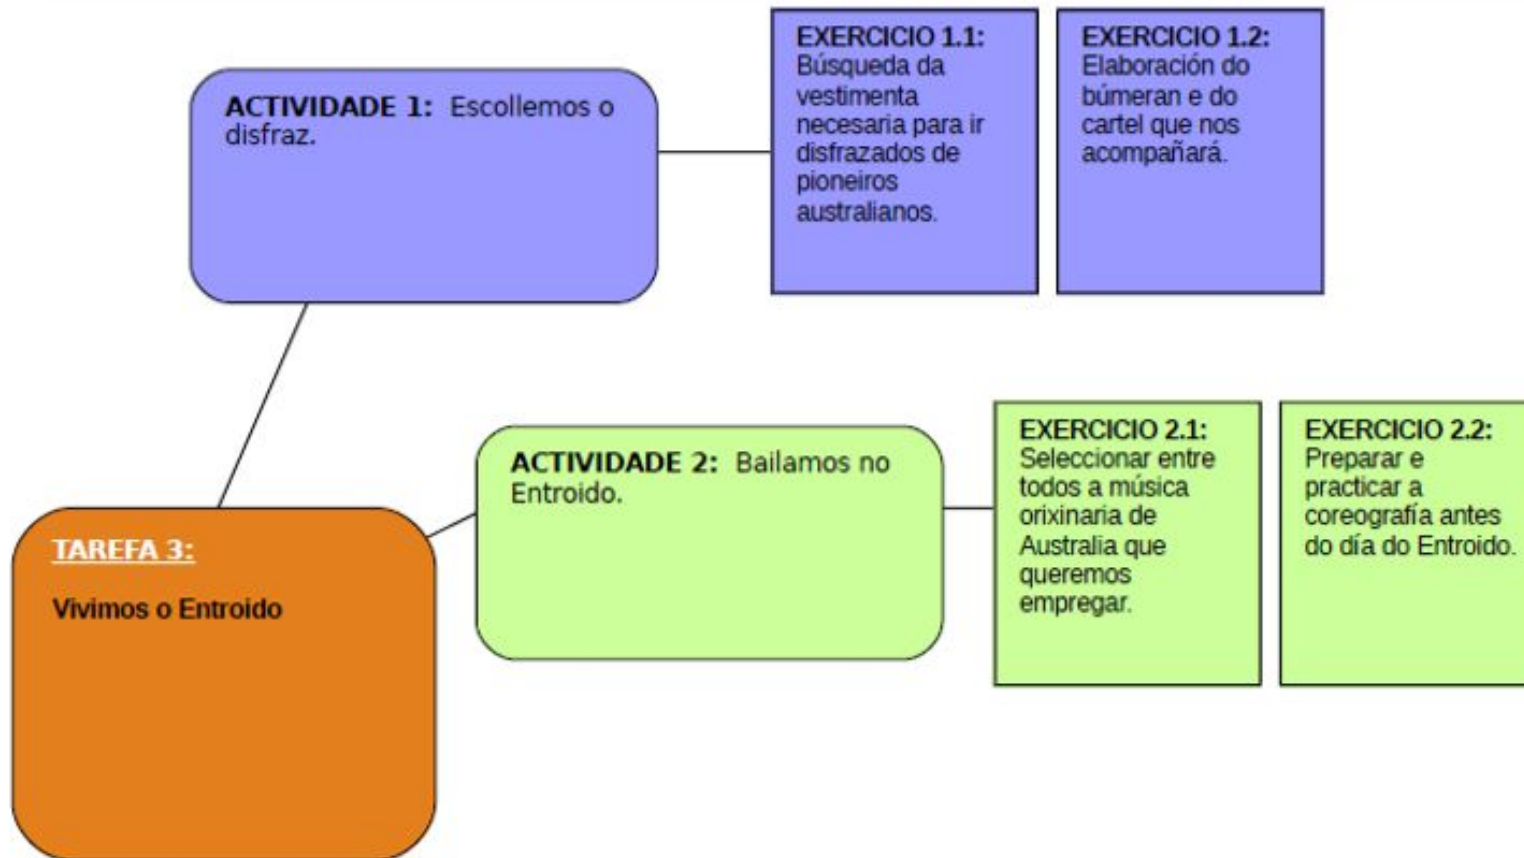 EXERCICIO 1.1:
Búsqueda da
vestimenta
necesaria para ir
disfrazados de
pioneiros
australianos.
EXERCICIO 1.2:
Elaboración do
búmeran e do
cartel que nos
acompañará.
ACTIVIDADE 1: Escollemos o
disfraz.
ACTIVIDADE 2: Bailamos no
Entroido.
EXERCICIO 2.1:
Seleccionar entre
todos a música
orixinaria de
Australia que
queremos
empregar.
EXERCICIO 2.2:
Preparar e
practicar a
coreografía antes
do día do Entroido.
TAREFA 3:
Vivimos o Entroido